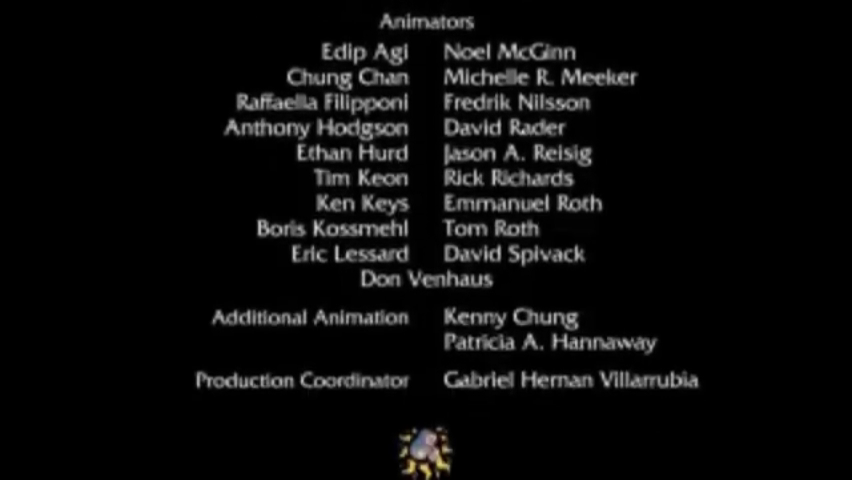 Animators
Edip Agi Noel McGinn
Chung Chan Michelle R. Meeker
Raffaella Filipponi Fredrik Nilsson
Anthony Hodgson David Rader
Ethan Hurd Jason A. Reisig
Tim Keon Rick Richards
Ken Keys Emmanuel Roth
Boris Kossmehl Tom Roth
Eric Lessard David Spivack
Don Venhaus
Additional Animation Kenny Chung
Patricia A. Hannaway
Production Coordinator Gabriel Hernan Villarrubia